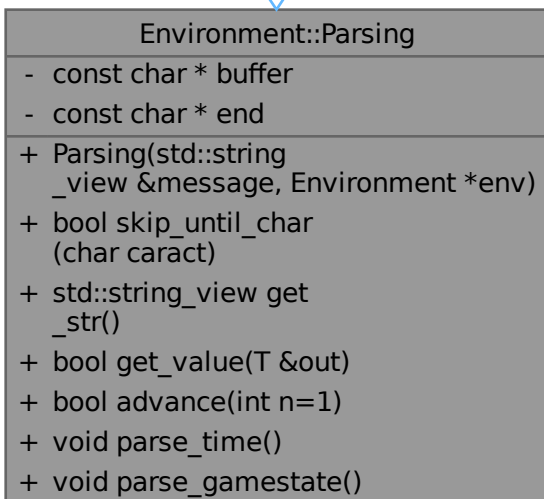 Environment::Parsing
- const char * buffer
- const char * end
+ Parsing(std::string
_view &message, Environment *env)
+ bool skip_until_char
(char caract)
+ std::string_view get
_str()
+ bool get_value(T &out)
+ bool advance(int n=1)
+ void parse_time()
+ void parse_gamestate()